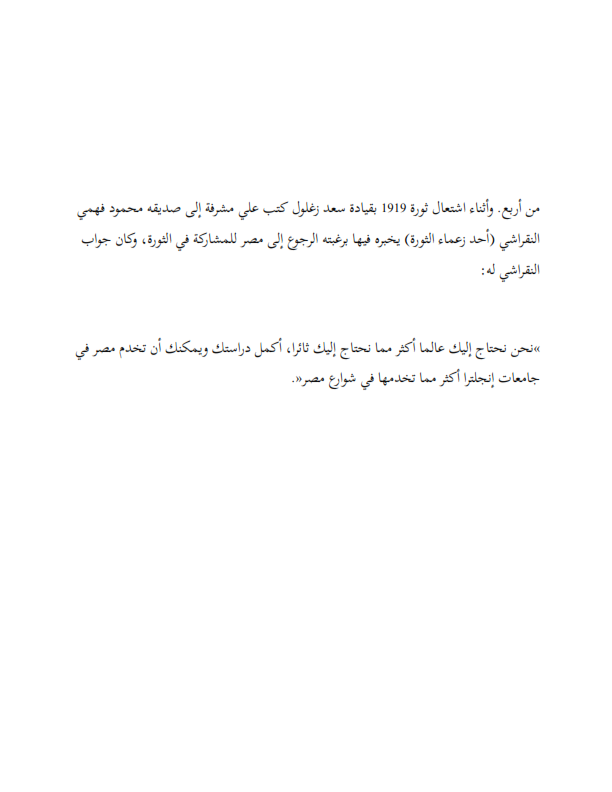 من أربع. وأثناء اشتعال ثورة 1919 بقيادة سعد زغلول كتب علي مشرفة إلى صديقه محمود فهمي
النقراشي (أحد زعماء الثورة) يخبره فيها برغبته الرجوع إلى مصر للمشاركة في الثورة، وكان جواب
النقراشي له:
»نحن نحتاج إليك عالما أكثر مما نحتاج إليك ثائرا، أكمل دراستك ويمكنك أن تخدم مصر في
جامعات إنجلترا أكثر مما تخدمها في شوارع مصر«.